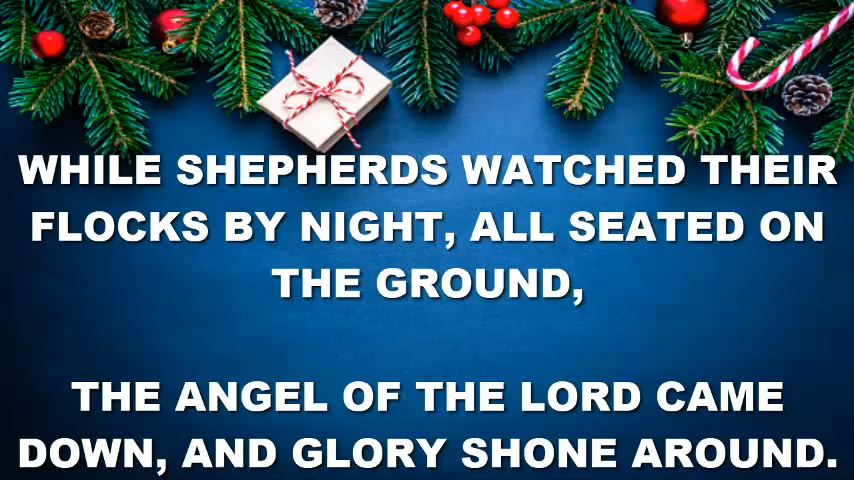 WHILE SHEPHERDS WATCHED THEIR
FLOCKS BY NIGHT, ALL SEATED ON
THE GROUND,
THE ANGEL OF THE LORD CAME
DOWN, AND GLORY SHONE AROUND.